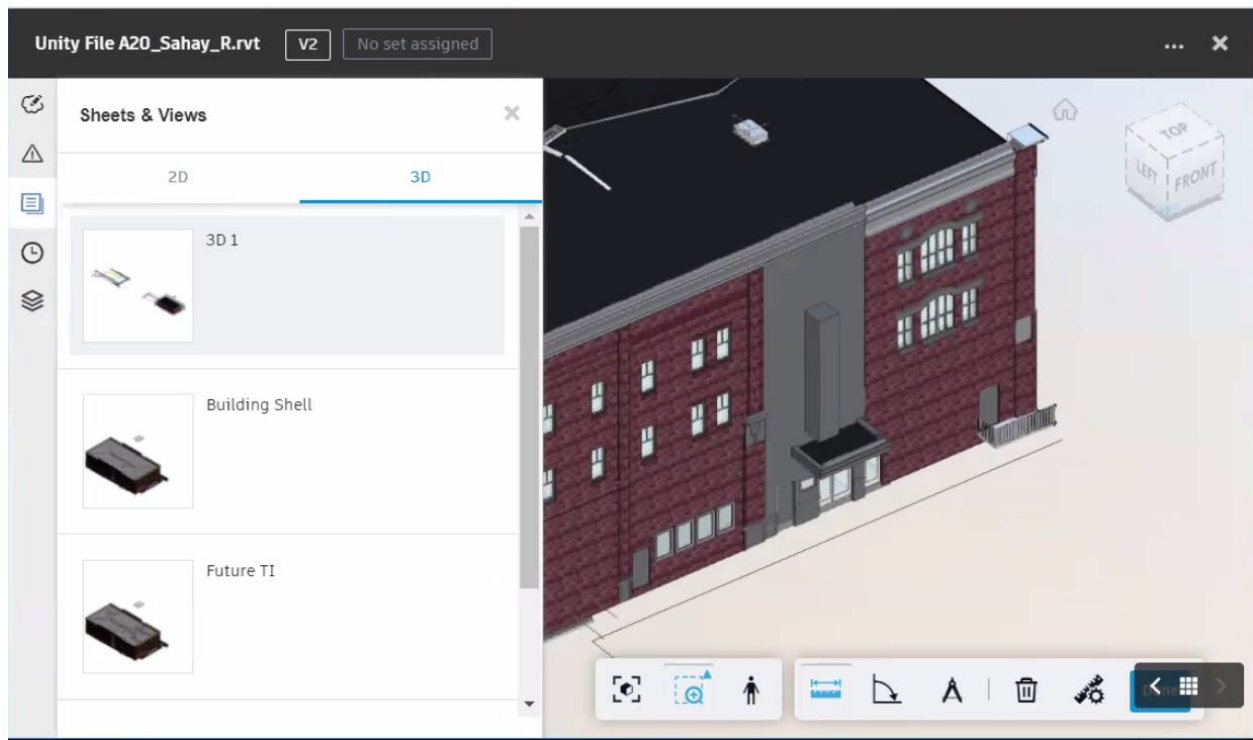 Unity File A20_Sahay_R.rvt V2 No set assigned
Sheets & Views
2D 3D
3D 1
Building Shell
Future TI
TOP
LEFT FRONT